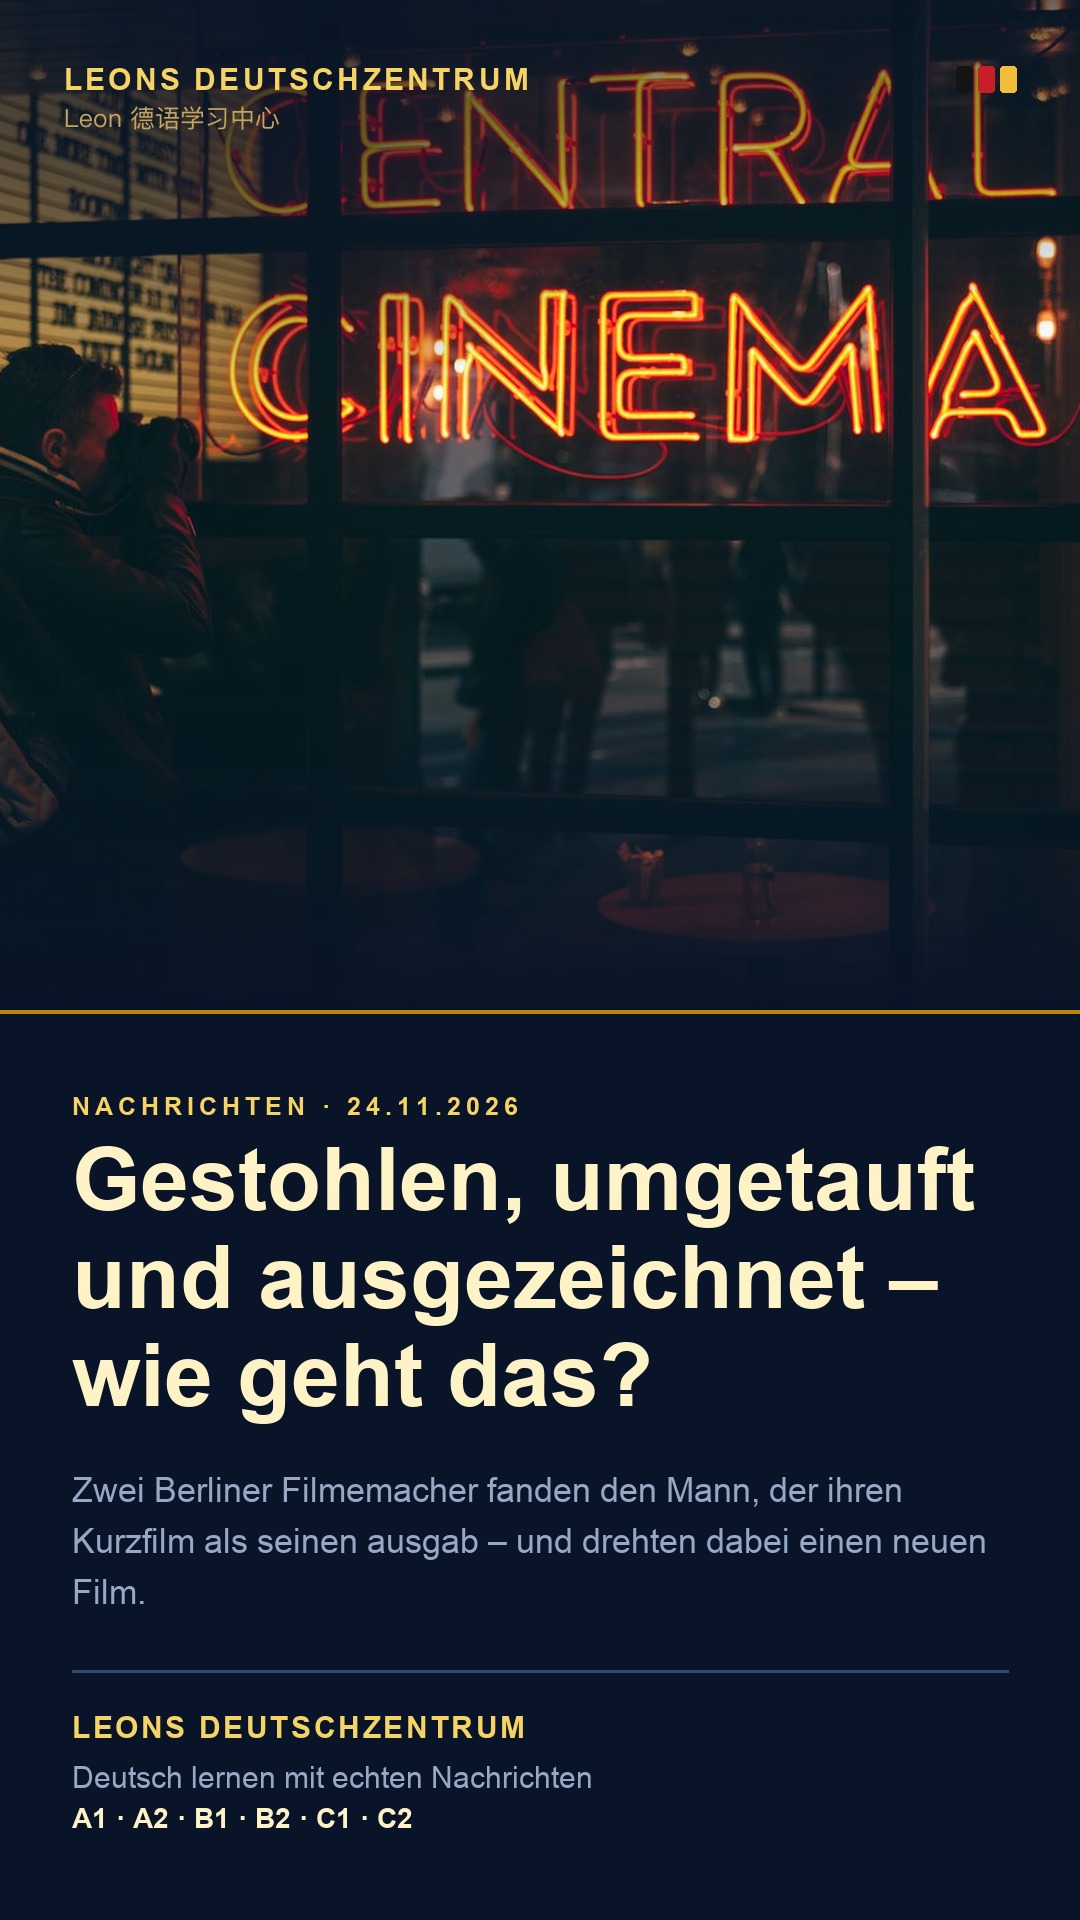 LEONS DEUTSCHZENTRUM
Leon 德语学习中心
CENTRAL
CINEMA
NACHRICHTEN · 24.11.2026
Gestohlen, umgetauft
und ausgezeichnet –
wie geht das?
Zwei Berliner Filmemacher fanden den Mann, der ihren
Kurzfilm als seinen ausgab – und drehten dabei einen neuen
Film.
LEONS DEUTSCHZENTRUM
Deutsch lernen mit echten Nachrichten
A1 · A2 · B1 · B2 · C1 · C2